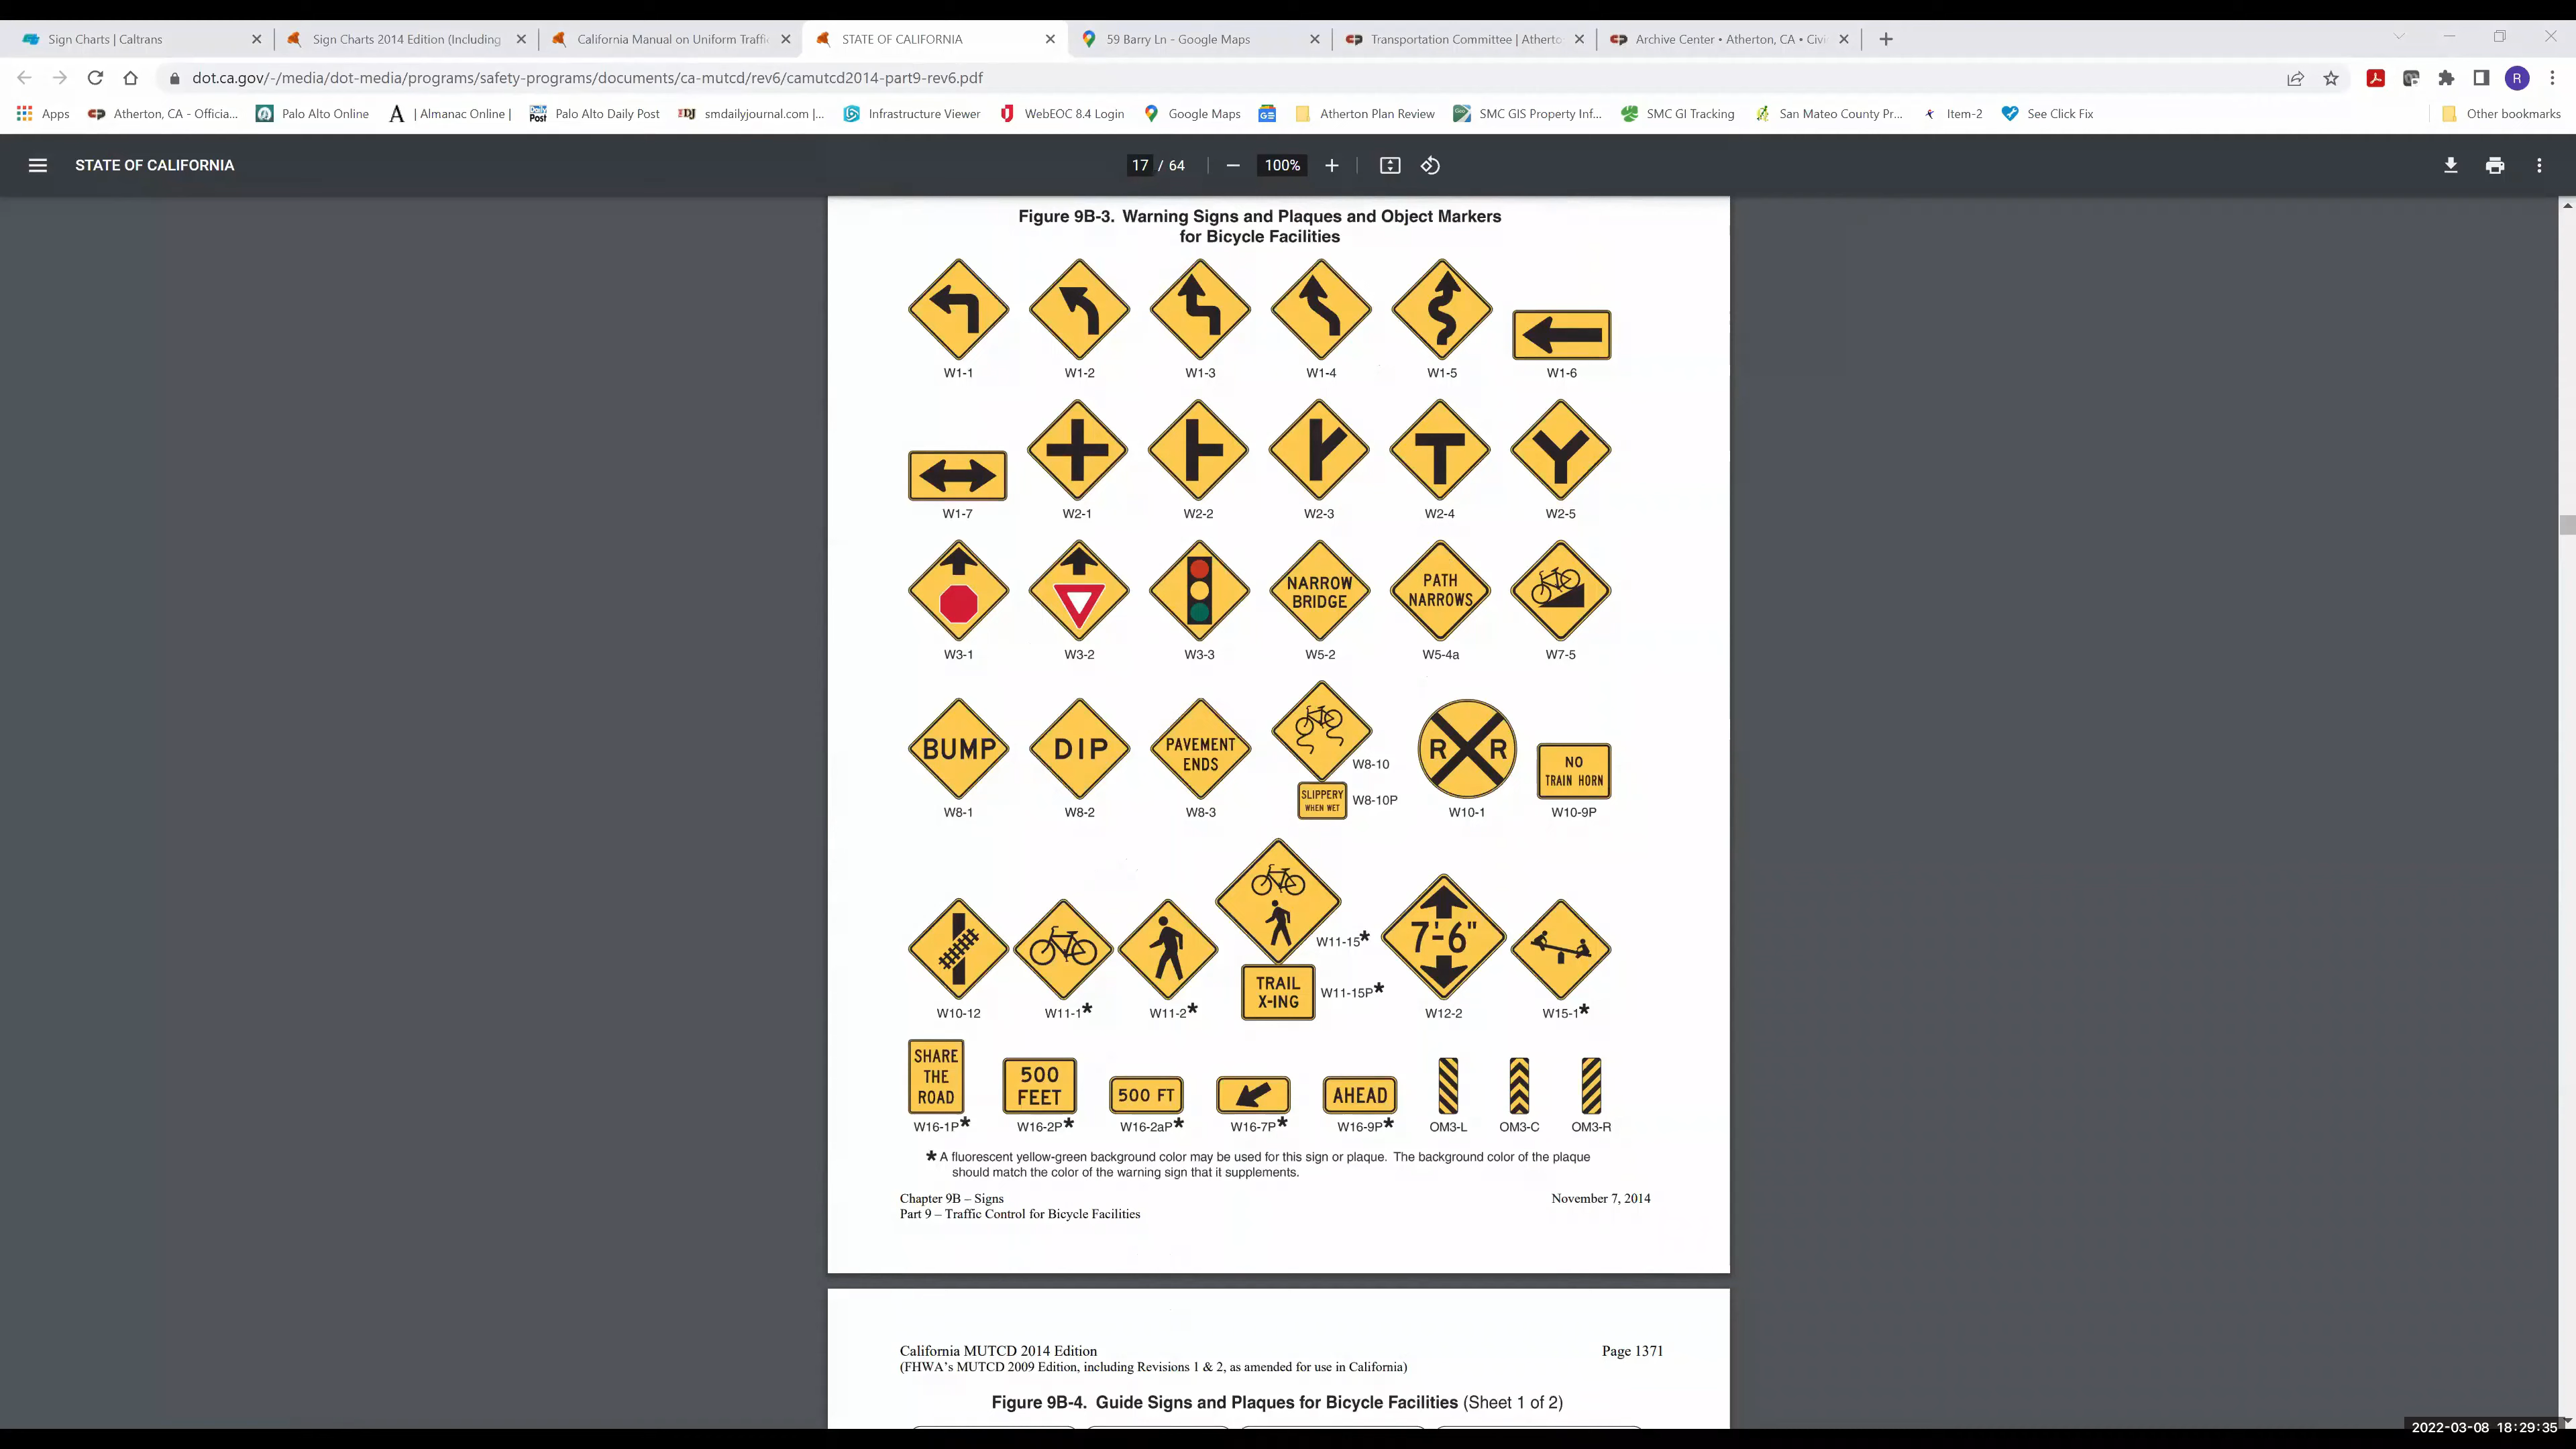 Sign Charts | Caltrans
Sign Charts 2014 Edition (Including
California Manual on Uniform Traffi
STATE OF CALIFORNIA
59 Barry Ln - Google Maps
Transportation Committee | Atherto
Archive Center • Atherton, CA • Civi
dot.ca.gov/-/media/dot-media/programs/safety-programs/documents/ca-mutcd/rev6/camutcd2014-part9-rev6.pdf
R
Apps
Atherton, CA - Officia...
Palo Alto Online
A | Almanac Online |
Daily Post
Palo Alto Daily Post
smdailyjournal.com |...
Infrastructure Viewer
WebEOC 8.4 Login
Google Maps
Atherton Plan Review
SMC GIS Property Inf...
SMC GI Tracking
San Mateo County Pr...
Item-2
See Click Fix
Other bookmarks
STATE OF CALIFORNIA
17 / 64
100%
Figure 9B-3. Warning Signs and Plaques and Object Markers
for Bicycle Facilities
W1-1 W1-2 W1-3 W1-4 W1-5 W1-6
W1-7 W2-1 W2-2 W2-3 W2-4 W2-5
NARROW
BRIDGE
PATH
NARROWS
W3-1 W3-2 W3-3 W5-2 W5-4a W7-5
BUMP
DIP
PAVEMENT
ENDS
W8-10
SLIPPERY
WHEN WET
W8-10P
R R
NO
TRAIN HORN
W8-1 W8-2 W8-3 W10-1 W10-9P
W11-15*
TRAIL
X-ING
W11-15P*
7'-6"
W10-12 W11-1* W11-2* W12-2 W15-1*
SHARE
THE
ROAD
500
FEET
500 FT
AHEAD
W16-1P* W16-2P* W16-2aP* W16-7P* W16-9P* OM3-L OM3-C OM3-R
* A fluorescent yellow-green background color may be used for this sign or plaque. The background color of the plaque
should match the color of the warning sign that it supplements.
Chapter 9B – Signs November 7, 2014
Part 9 – Traffic Control for Bicycle Facilities
California MUTCD 2014 Edition Page 1371
(FHWA's MUTCD 2009 Edition, including Revisions 1 & 2, as amended for use in California)
Figure 9B-4. Guide Signs and Plaques for Bicycle Facilities (Sheet 1 of 2)
2022-03-08 18:29:35